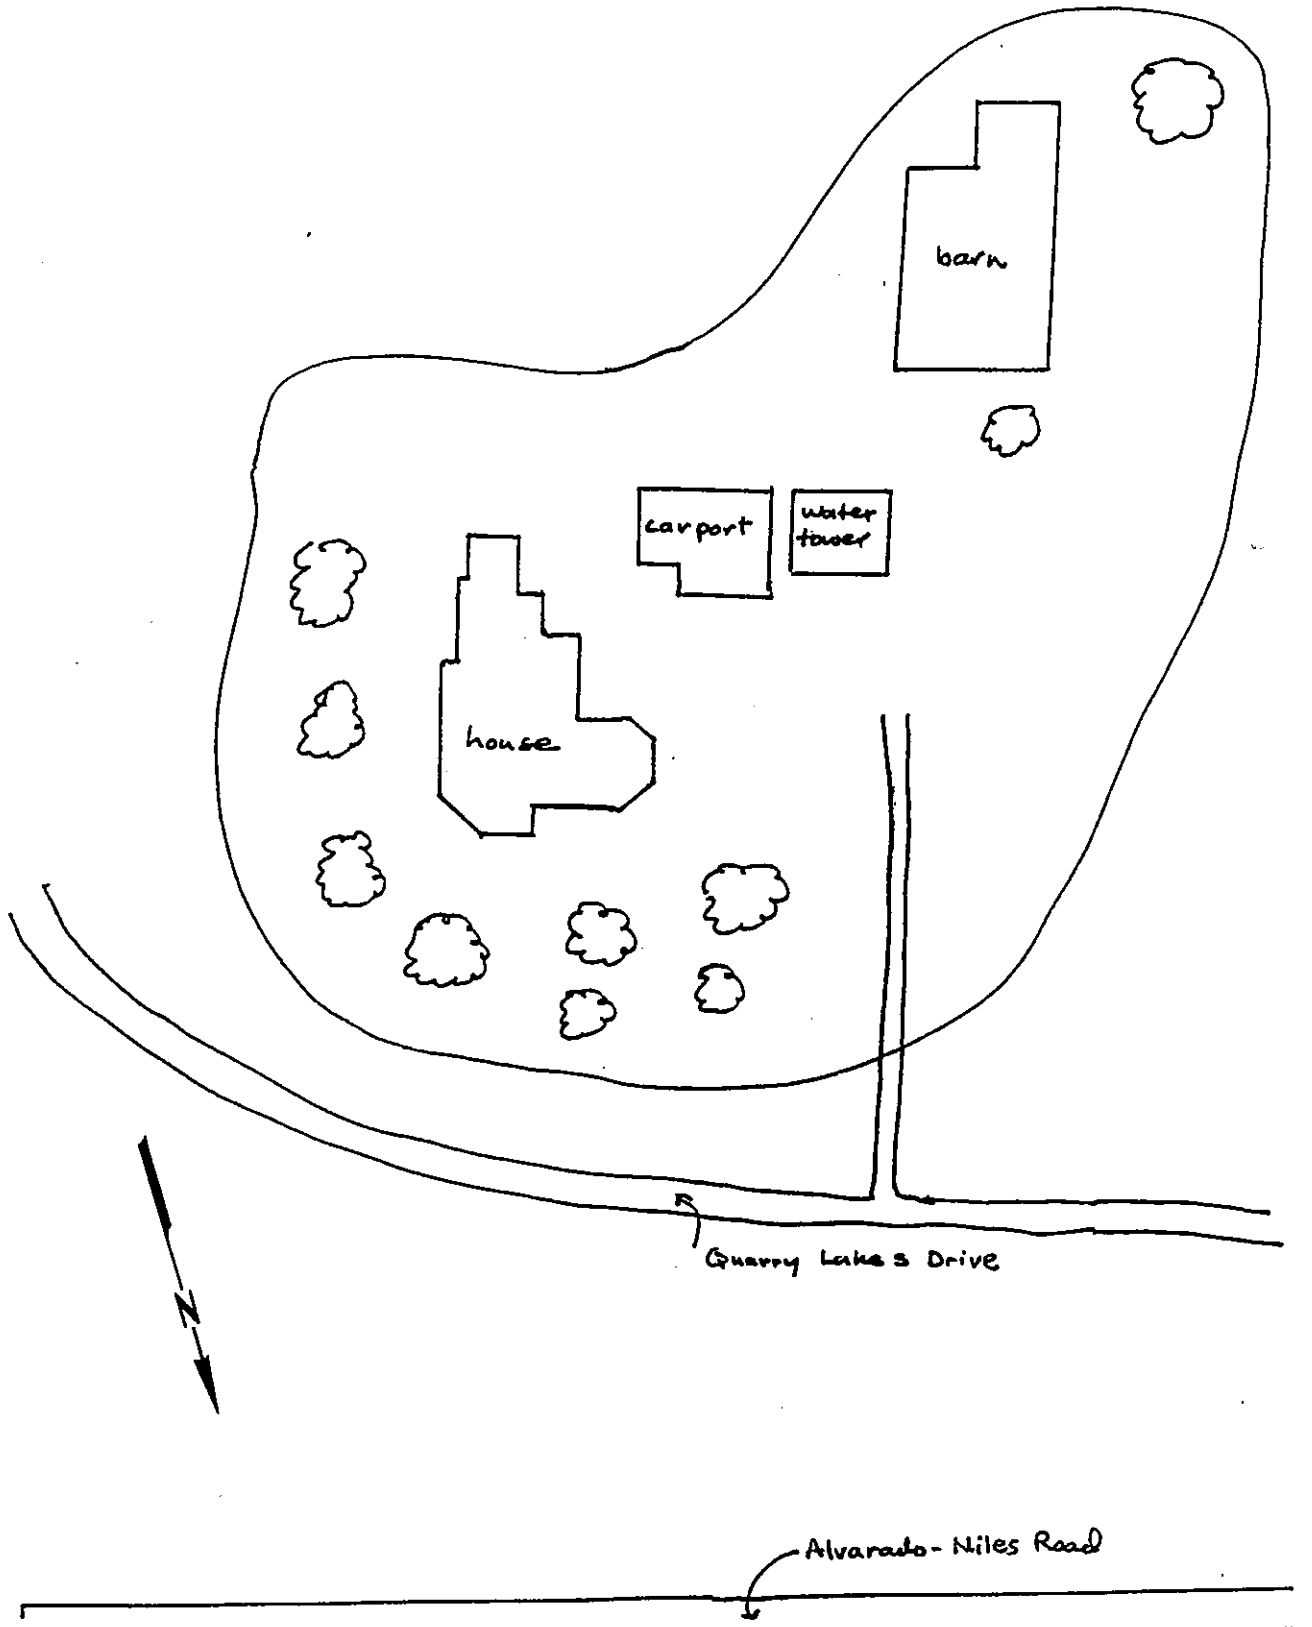 barn
carport
water
tower
house
Quarry Lakes Drive
N
Alvarado-Niles Road